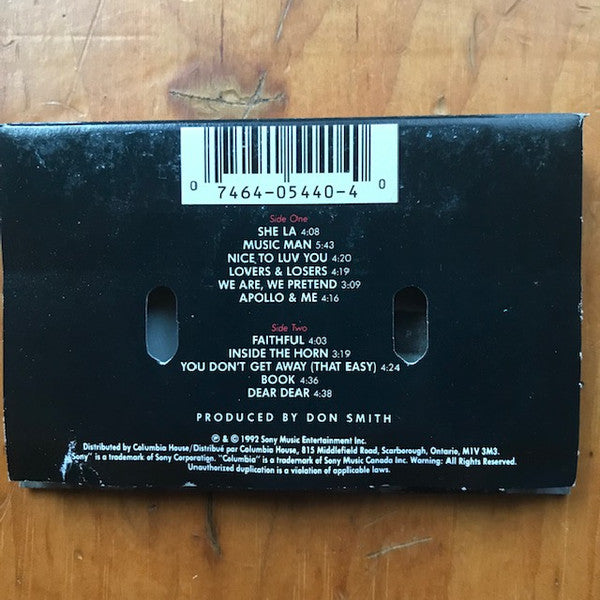 0 7464-05440-4 0
Side One
SHE LA 4:08
MUSIC MAN 5:43
NICE TO LUV YOU 4:20
LOVERS & LOSERS 4:19
WE ARE, WE PRETEND 3:09
APOLLO & ME 4:16
Side Two
FAITHFUL 4:03
INSIDE THE HORN 3:19
YOU DON'T GET AWAY (THAT EASY) 4:24
BOOK 4:36
DEAR DEAR 4:38
PRODUCED BY DON SMITH
℗ & © 1992 Sony Music Entertainment Inc.
Distributed by Columbia House/Distribué par Columbia House, 815 Middlefield Road, Scarborough, Ontario, M1V 3M3.
Sony" is a trademark of Sony Corporation. "Columbia" is a trademark of Sony Music Canada Inc. Warning: All Rights Reserved.
Unauthorized duplication is a violation of applicable laws.